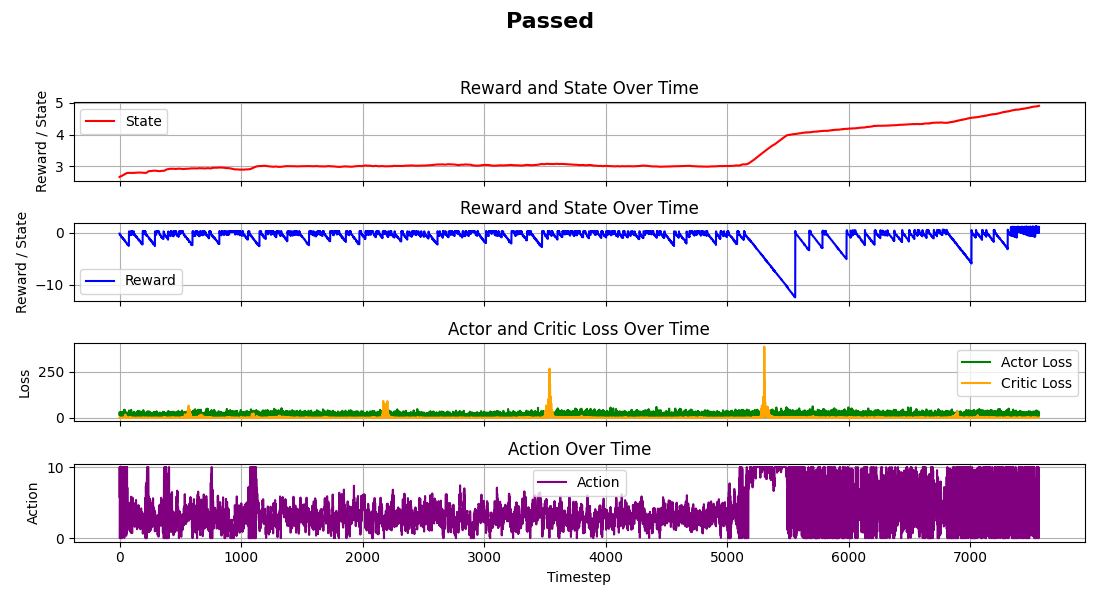 Passed
Reward and State Over Time
Reward / State
5
4
3
State
Reward and State Over Time
Reward / State
0
−10
Reward
Actor and Critic Loss Over Time
Loss
250
0
Actor Loss
Critic Loss
Action Over Time
Action
10
0
Action
0 1000 2000 3000 4000 5000 6000 7000
Timestep